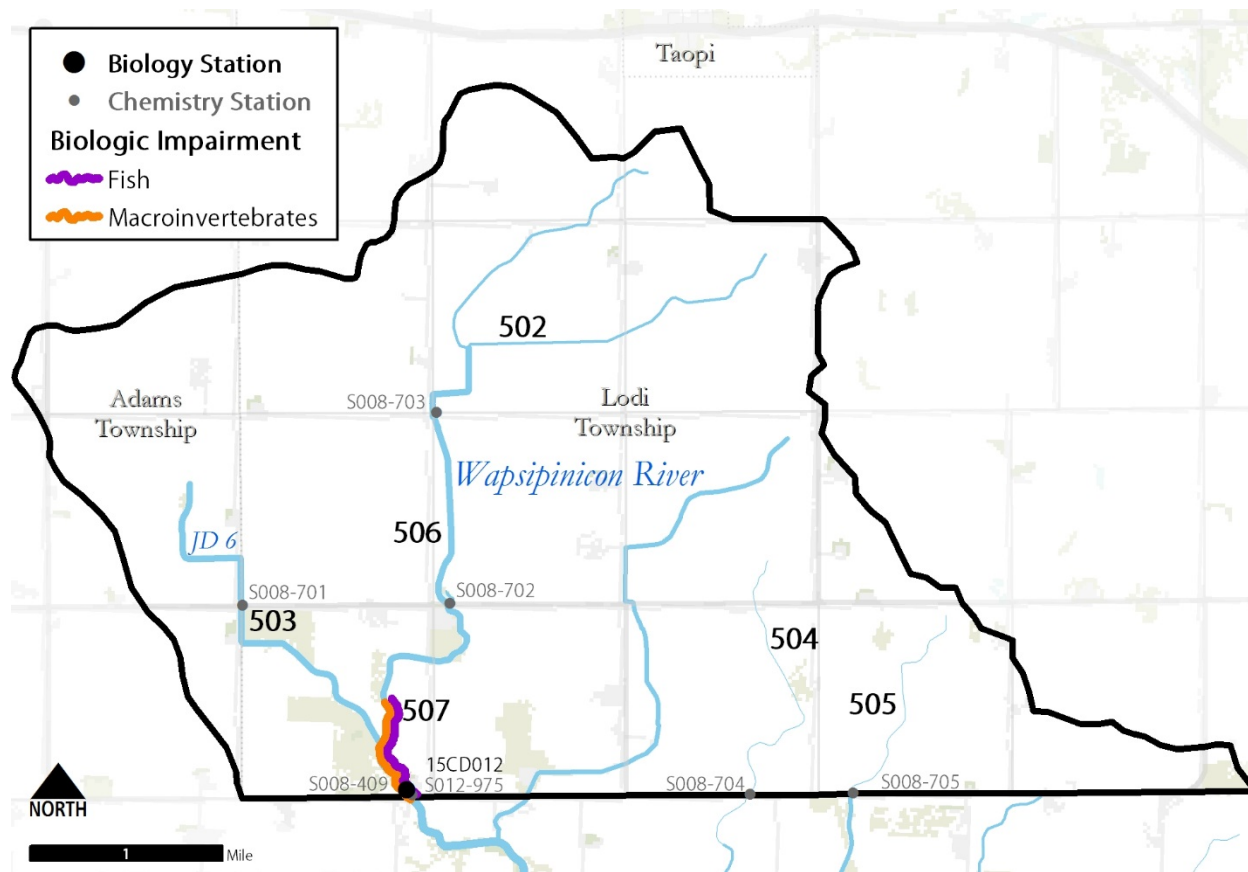 Biology Station
Chemistry Station
Biologic Impairment
Fish
Macroinvertebrates
Taopi
502
Adams
Township
S008-703
Lodi
Township
Wapsipinicon River
506
JD 6
S008-701
503
S008-702
504
505
507
15CD012
S008-409
S012-975
S008-704
S008-705
NORTH
1
Mile